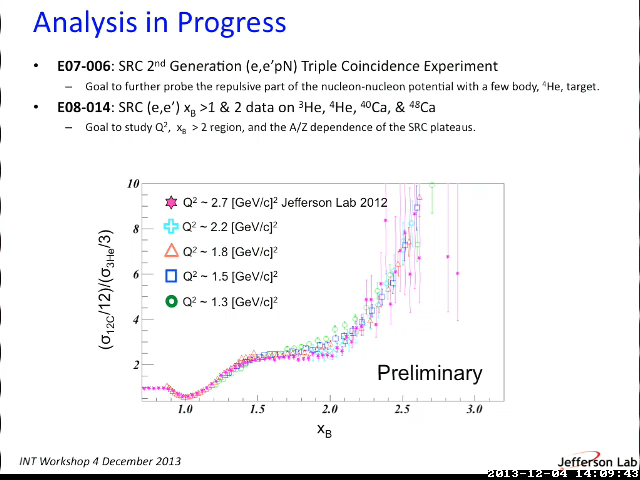 Analysis in Progress
• E07-006: SRC 2nd Generation (e,e'pN) Triple Coincidence Experiment
– Goal to further probe the repulsive part of the nucleon-nucleon potential with a few body, 4He, target.
• E08-014: SRC (e,e') xB >1 & 2 data on 3He, 4He, 40Ca, & 48Ca
– Goal to study Q2, xB > 2 region, and the A/Z dependence of the SRC plateaus.
10
8
6
4
2
(σ12C/12)/(σ3He/3)
Q2 ~ 2.7 [GeV/c]2 Jefferson Lab 2012
Q2 ~ 2.2 [GeV/c]2
Q2 ~ 1.8 [GeV/c]2
Q2 ~ 1.5 [GeV/c]2
Q2 ~ 1.3 [GeV/c]2
Preliminary
1.0 1.5 2.0 2.5 3.0
xB
INT Workshop 4 December 2013
Jefferson Lab
2013-12-04 14:09:43